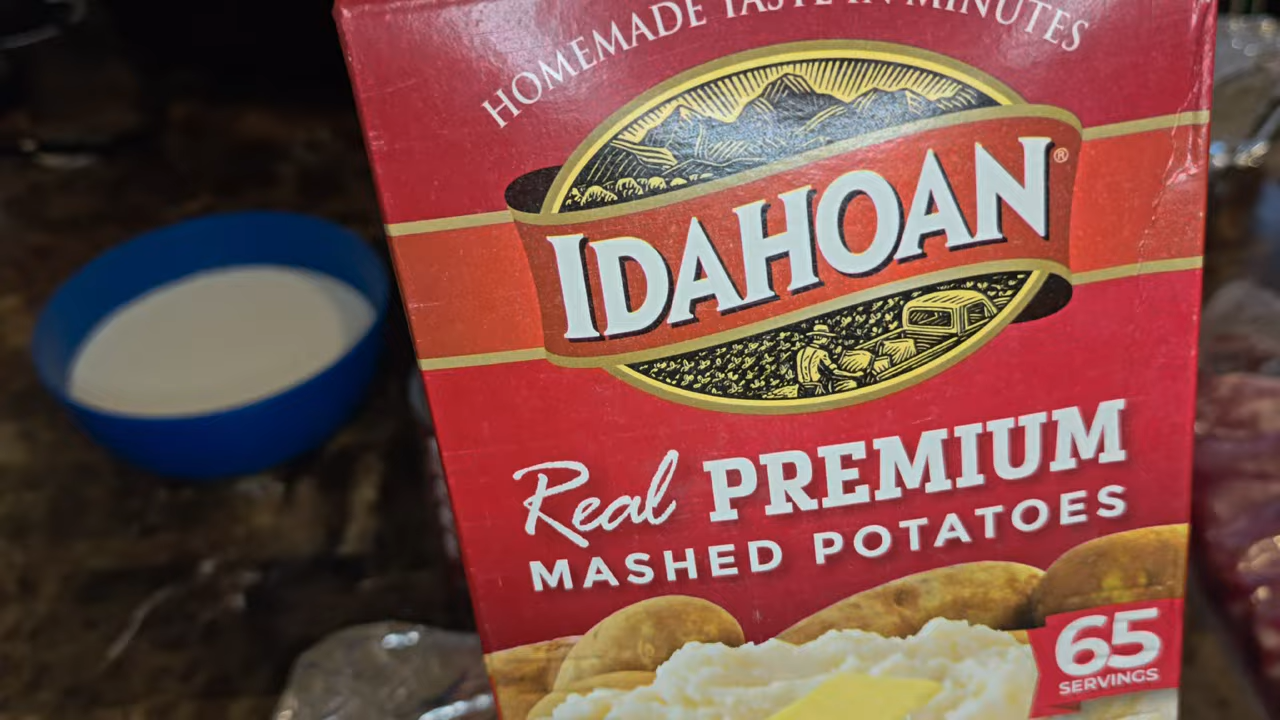 HOMEMADE TASTE IN MINUTES
IDAHOAN®
Real PREMIUM
MASHED POTATOES
65
SERVINGS